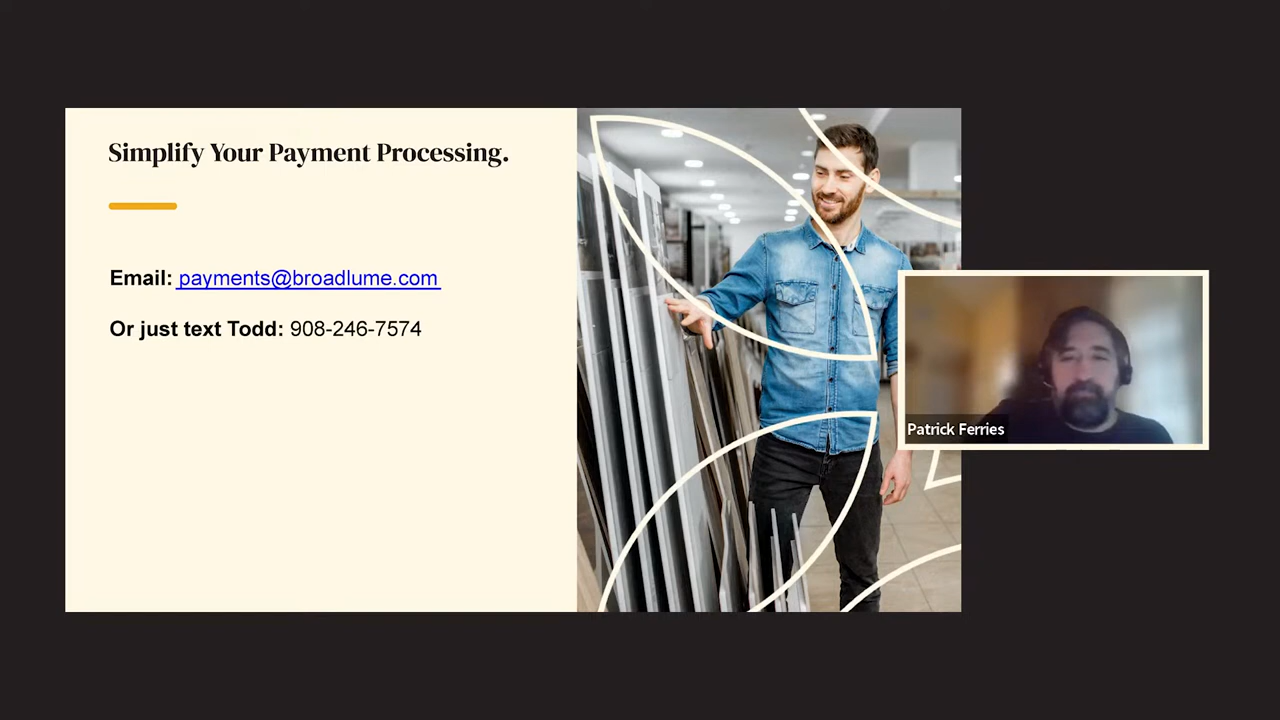 Simplify Your Payment Processing.
Email: payments@broadlume.com
Or just text Todd: 908-246-7574
Patrick Ferries